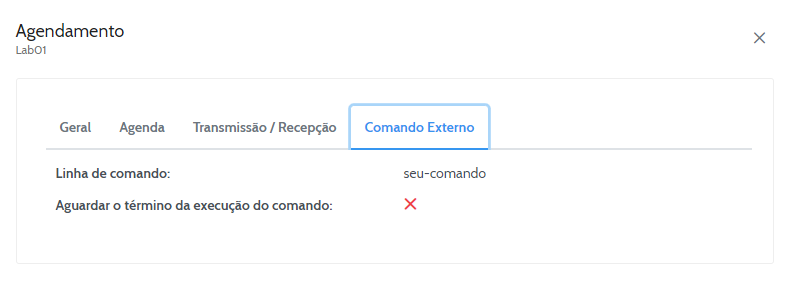 Agendamento
Lab01
Geral Agenda Transmissão / Recepção Comando Externo
Linha de comando: seu-comando
Aguardar o término da execução do comando: